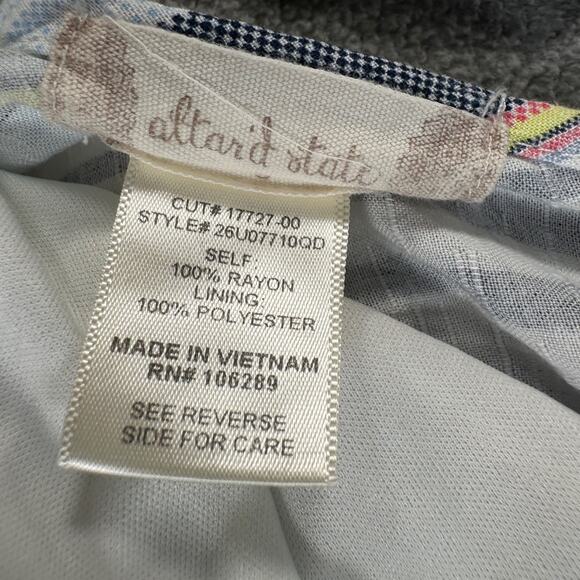 altar'd state
CUT# 17727-00
STYLE# 26U07710QD
SELF:
100% RAYON
LINING:
100% POLYESTER
MADE IN VIETNAM
RN# 106289
SEE REVERSE
SIDE FOR CARE